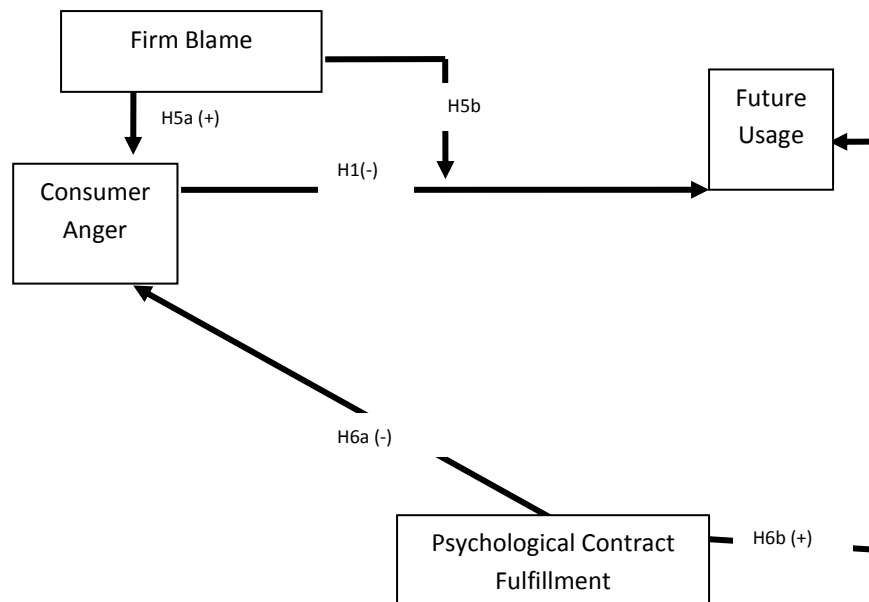 Firm Blame
H5a (+)
H5b
Future
Usage
H1(-)
Consumer
Anger
H6a (-)
Psychological Contract
Fulfillment
H6b (+)